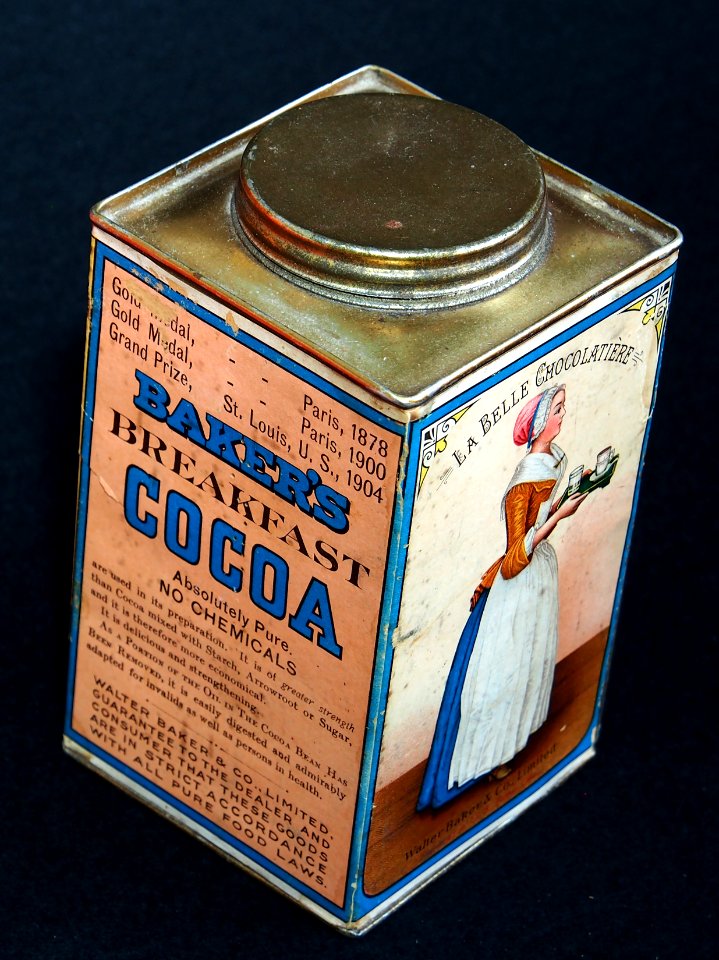 Gold Medal, - - Paris, 1878
Gold Medal, - - Paris, 1900
Grand Prize, St. Louis, U. S., 1904
BAKER'S
BREAKFAST
COCOA
Absolutely Pure
NO CHEMICALS
are used in its preparation. It is of greater strength
than Cocoa mixed with Starch, Arrowroot or Sugar,
and it is therefore more economical.
It is delicious and strengthening.
AS A PORTION OF THE OIL IN THE COCOA BEAN HAS
BEEN REMOVED, it is easily digested and admirably
adapted for invalids as well as persons in health.
WALTER BAKER & CO., LIMITED,
GUARANTEE TO THE DEALER AND
CONSUMER THAT THESE GOODS
ARE IN STRICT ACCORDANCE
WITH ALL PURE FOOD LAWS.
LA BELLE CHOCOLATIÈRE
Walter Baker & Co., Limited.